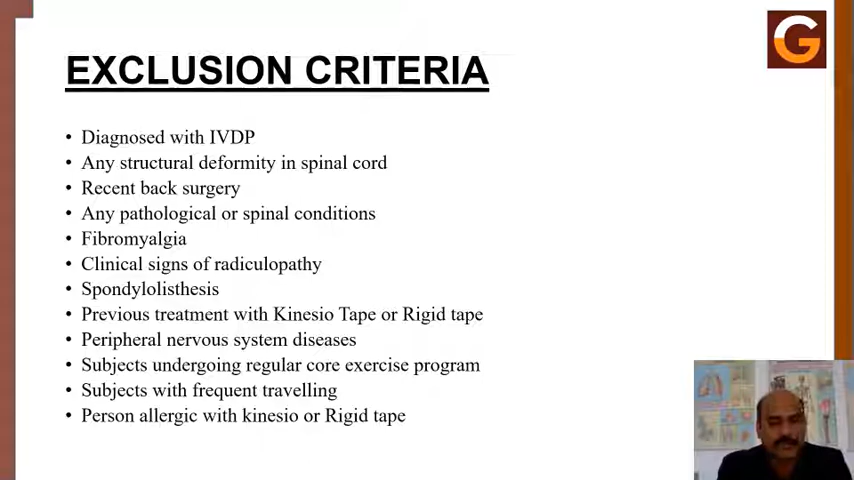 G
EXCLUSION CRITERIA
• Diagnosed with IVDP
• Any structural deformity in spinal cord
• Recent back surgery
• Any pathological or spinal conditions
• Fibromyalgia
• Clinical signs of radiculopathy
• Spondylolisthesis
• Previous treatment with Kinesio Tape or Rigid tape
• Peripheral nervous system diseases
• Subjects undergoing regular core exercise program
• Subjects with frequent travelling
• Person allergic with kinesio or Rigid tape